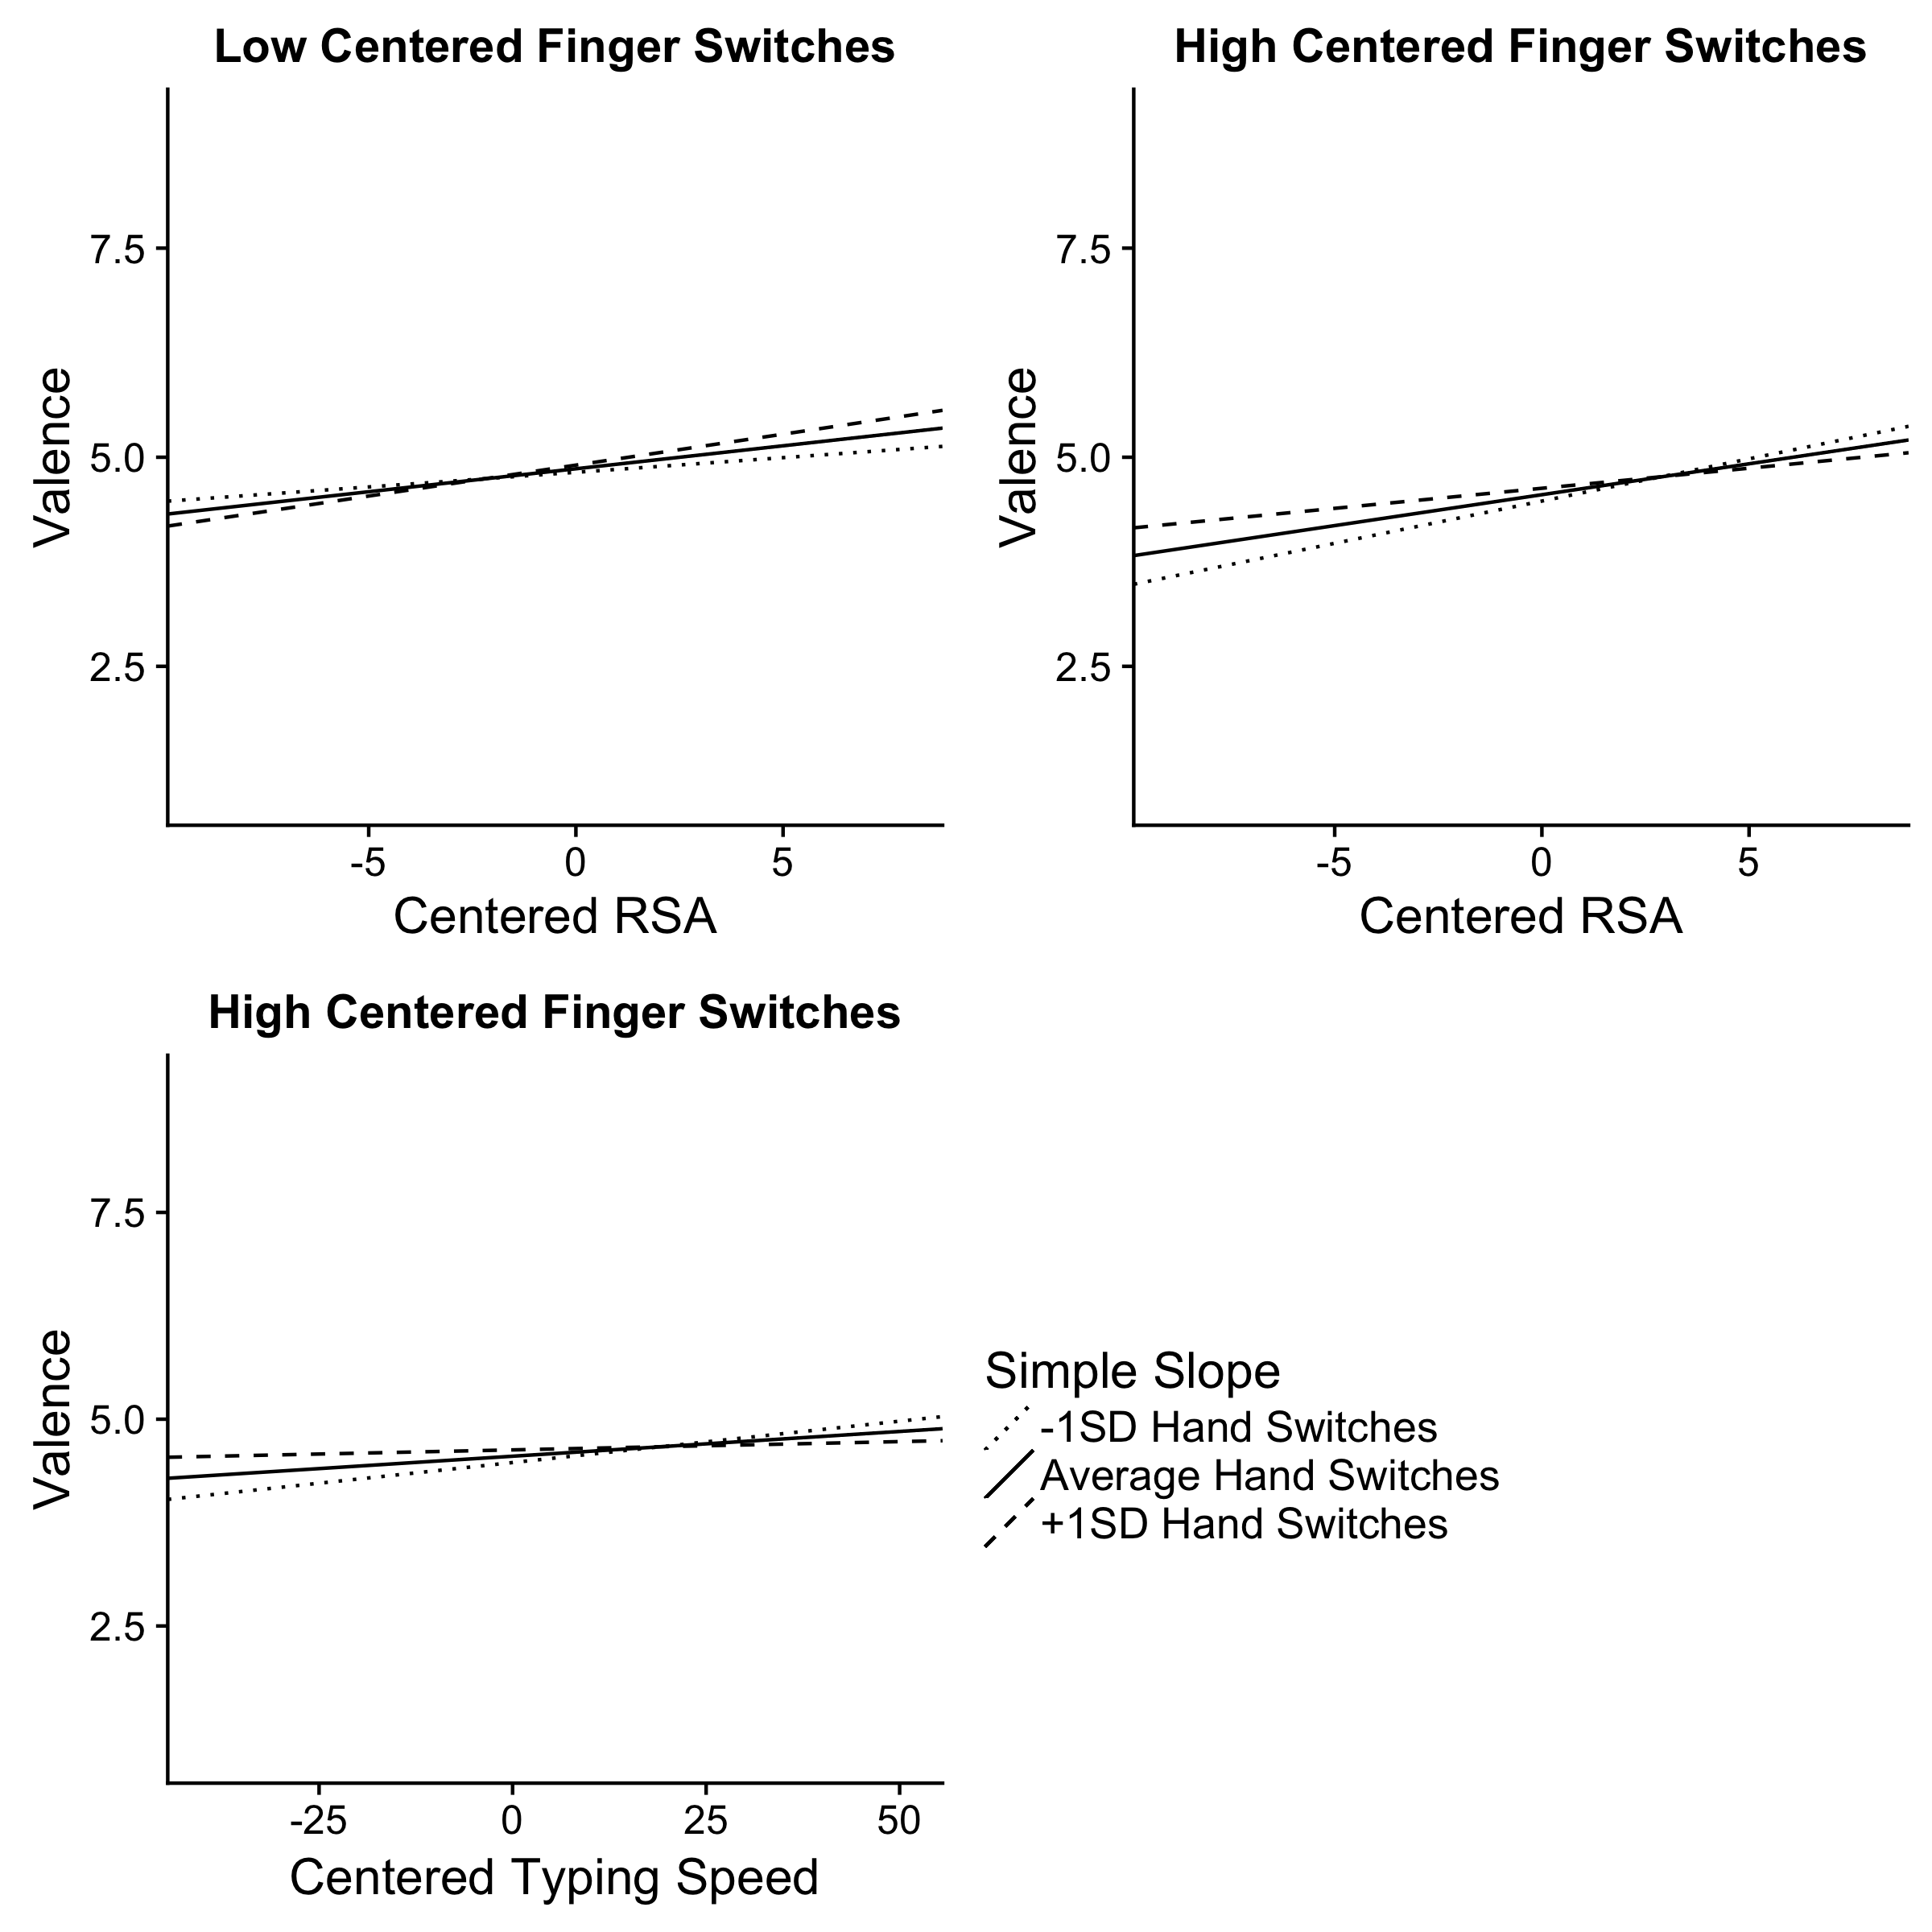 Low Centered Finger Switches
Valence
7.5
5.0
2.5
-5 0 5
Centered RSA
High Centered Finger Switches
Valence
7.5
5.0
2.5
-5 0 5
Centered RSA
High Centered Finger Switches
Valence
7.5
5.0
2.5
-25 0 25 50
Centered Typing Speed
Simple Slope
-1SD Hand Switches
Average Hand Switches
+1SD Hand Switches